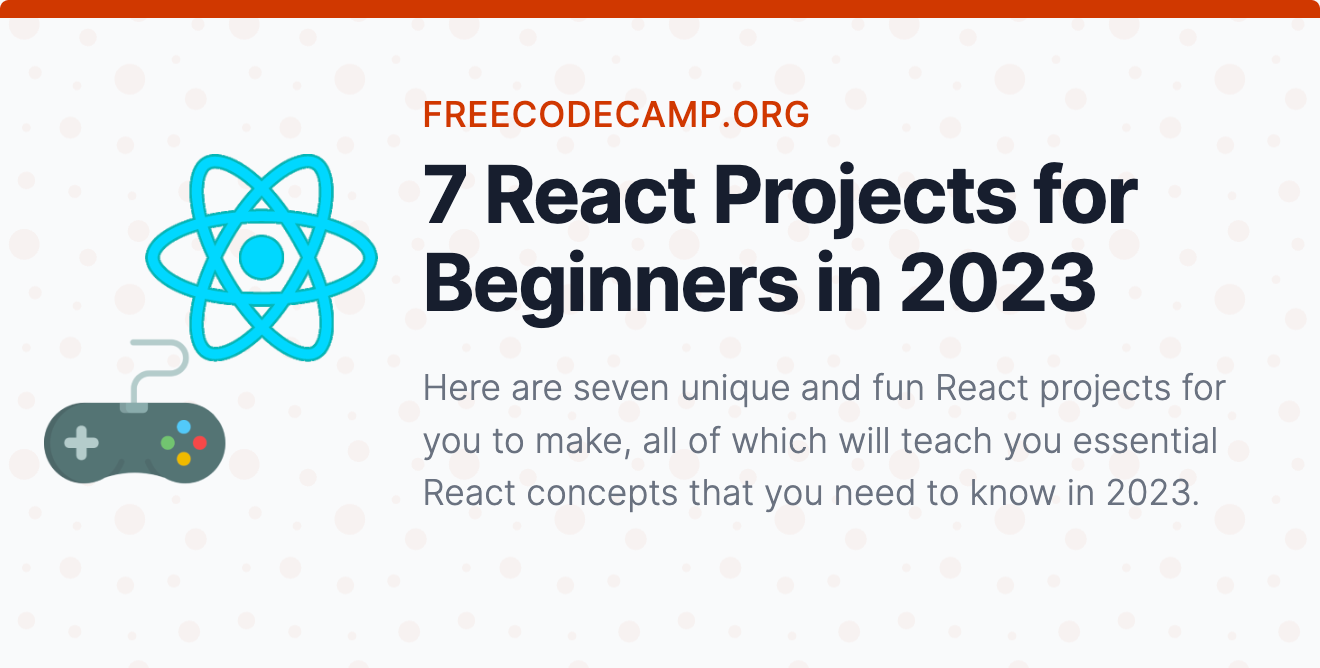 FREECODECAMP.ORG
7 React Projects for
Beginners in 2023
Here are seven unique and fun React projects for
you to make, all of which will teach you essential
React concepts that you need to know in 2023.